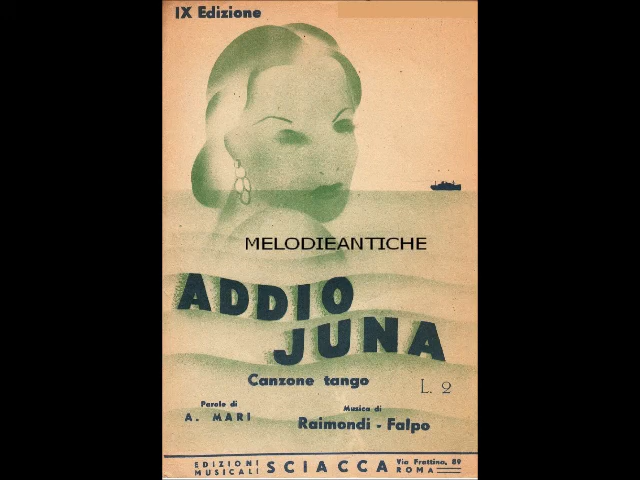 IX Edizione
MELODIEANTICHE
ADDIO
JUNA
Canzone tango
L. 2
Parole di
A. MARI
Musica di
Raimondi - Falpo
EDIZIONI
MUSICALI
SCIACCA
Via Frattina, 89
ROMA